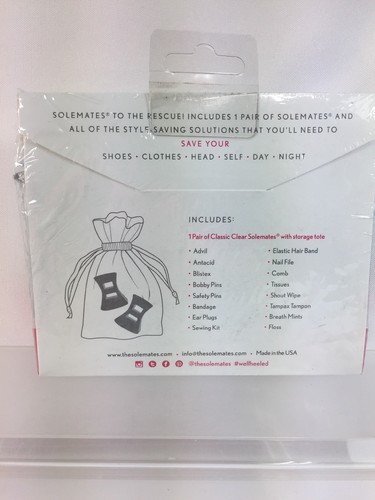 SOLEMATES® TO THE RESCUE! INCLUDES 1 PAIR OF SOLEMATES® AND
ALL OF THE STYLE-SAVING SOLUTIONS THAT YOU'LL NEED TO
SAVE YOUR
SHOES • CLOTHES • HEAD • SELF • DAY • NIGHT
INCLUDES:
1 Pair of Classic Clear Solemates® with storage tote
• Advil
• Antacid
• Blistex
• Bobby Pins
• Safety Pins
• Bandage
• Ear Plugs
• Sewing Kit
• Elastic Hair Band
• Nail File
• Comb
• Tissues
• Shout Wipe
• Tampax Tampon
• Breath Mints
• Floss
www.thesolemates.com • info@thesolemates.com • Made in the USA
@thesolemates #wellheeled